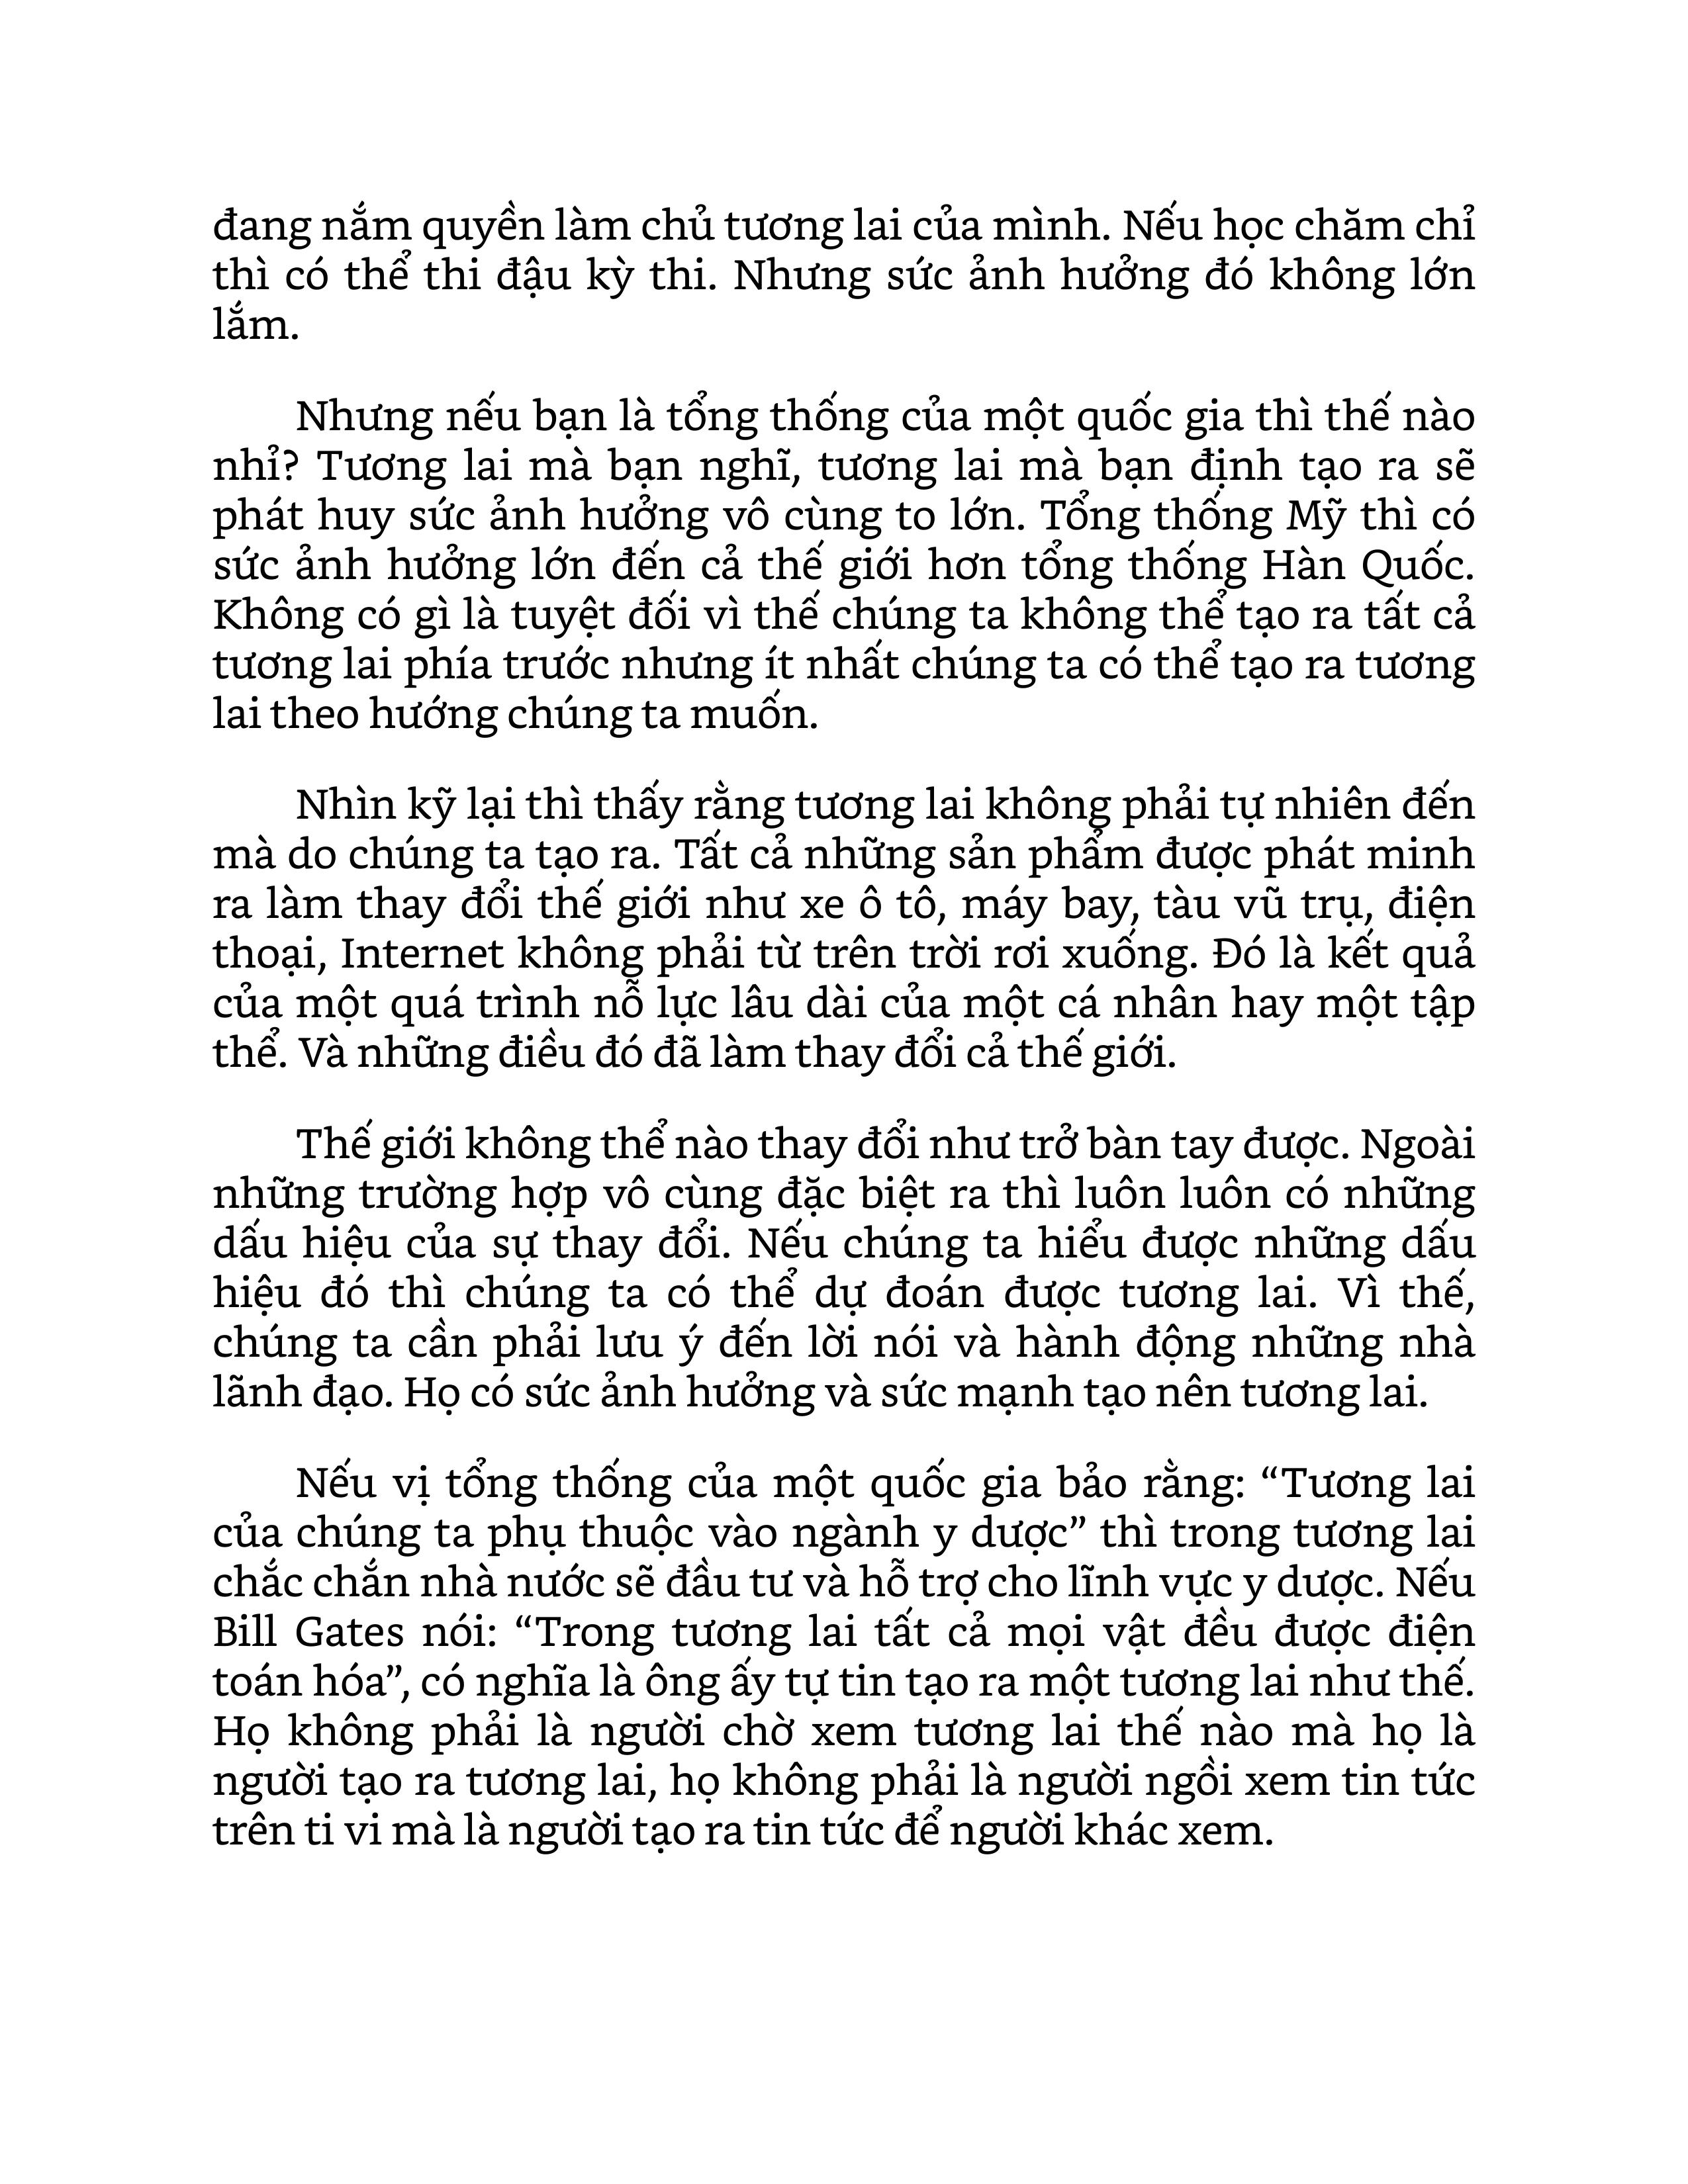 đang nắm quyền làm chủ tương lai của mình. Nếu học chăm chỉ
thì có thể thi đậu kỳ thi. Nhưng sức ảnh hưởng đó không lớn
lắm.
Nhưng nếu bạn là tổng thống của một quốc gia thì thế nào
nhỉ? Tương lai mà bạn nghĩ, tương lai mà bạn định tạo ra sẽ
phát huy sức ảnh hưởng vô cùng to lớn. Tổng thống Mỹ thì có
sức ảnh hưởng lớn đến cả thế giới hơn tổng thống Hàn Quốc.
Không có gì là tuyệt đối vì thế chúng ta không thể tạo ra tất cả
tương lai phía trước nhưng ít nhất chúng ta có thể tạo ra tương
lai theo hướng chúng ta muốn.
Nhìn kỹ lại thì thấy rằng tương lai không phải tự nhiên đến
mà do chúng ta tạo ra. Tất cả những sản phẩm được phát minh
ra làm thay đổi thế giới như xe ô tô, máy bay, tàu vũ trụ, điện
thoại, Internet không phải từ trên trời rơi xuống. Đó là kết quả
của một quá trình nỗ lực lâu dài của một cá nhân hay một tập
thể. Và những điều đó đã làm thay đổi cả thế giới.
Thế giới không thể nào thay đổi như trở bàn tay được. Ngoài
những trường hợp vô cùng đặc biệt ra thì luôn luôn có những
dấu hiệu của sự thay đổi. Nếu chúng ta hiểu được những dấu
hiệu đó thì chúng ta có thể dự đoán được tương lai. Vì thế,
chúng ta cần phải lưu ý đến lời nói và hành động những nhà
lãnh đạo. Họ có sức ảnh hưởng và sức mạnh tạo nên tương lai.
Nếu vị tổng thống của một quốc gia bảo rằng: “Tương lai
của chúng ta phụ thuộc vào ngành y dược” thì trong tương lai
chắc chắn nhà nước sẽ đầu tư và hỗ trợ cho lĩnh vực y dược. Nếu
Bill Gates nói: “Trong tương lai tất cả mọi vật đều được điện
toán hóa”, có nghĩa là ông ấy tự tin tạo ra một tương lai như thế.
Họ không phải là người chờ xem tương lai thế nào mà họ là
người tạo ra tương lai, họ không phải là người ngồi xem tin tức
trên ti vi mà là người tạo ra tin tức để người khác xem.